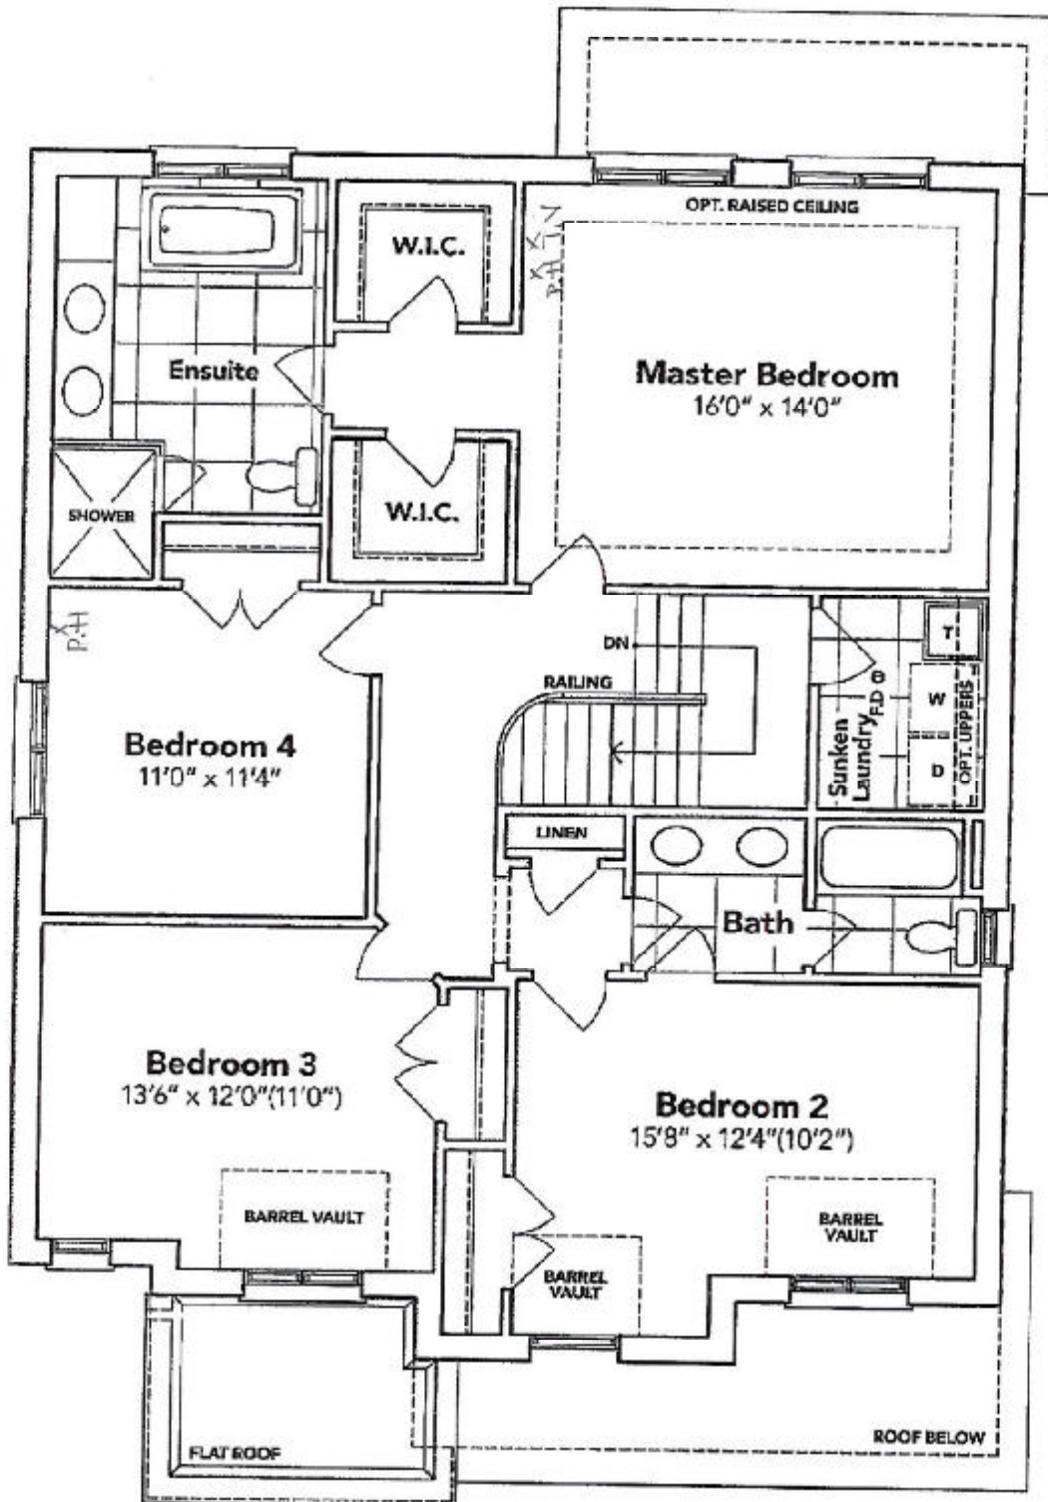 OPT. RAISED CEILING
W.I.C.
Ensuite
Master Bedroom
16'0" x 14'0"
W.I.C.
SHOWER
P.H
DN
RAILING
T
W
D
F.D
OPT. UPPERS
Sunken
Laundry
Bedroom 4
11'0" x 11'4"
LINEN
Bath
Bedroom 3
13'6" x 12'0"(11'0")
Bedroom 2
15'8" x 12'4"(10'2")
BARREL VAULT
BARREL
VAULT
BARREL
VAULT
FLAT ROOF
ROOF BELOW